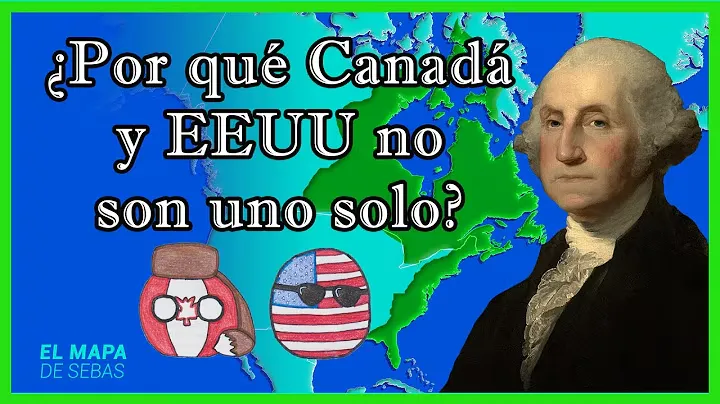 ¿Por qué Canadá
y EEUU no
son uno solo?
EL MAPA
DE SEBAS